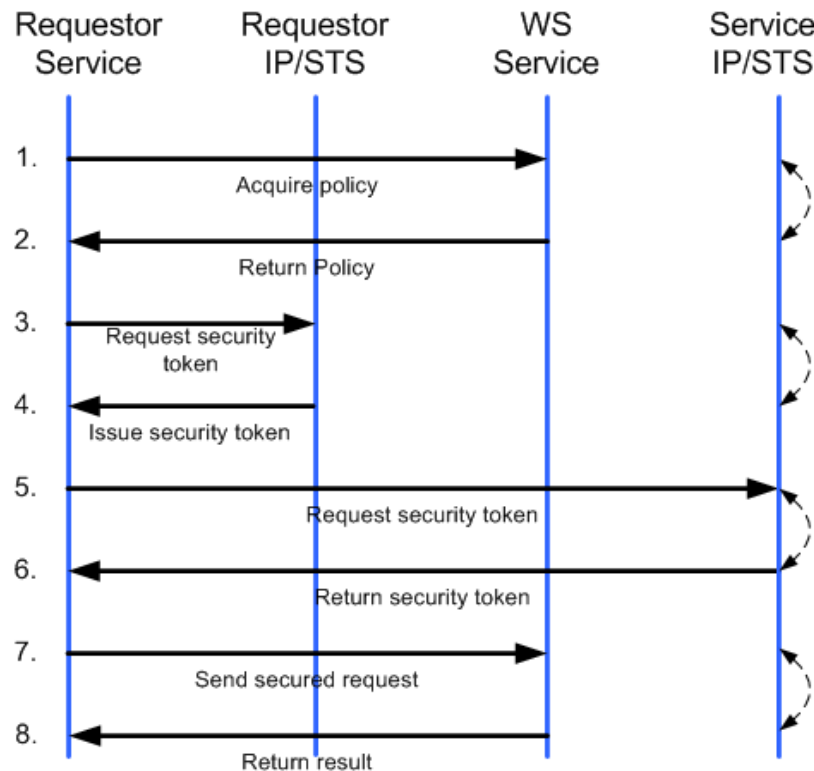 Requestor Service
Requestor IP/STS
WS Service
Service IP/STS
1.
Acquire policy
2.
Return Policy
3.
Request security
token
4.
Issue security token
5.
Request security token
6.
Return security token
7.
Send secured request
8.
Return result